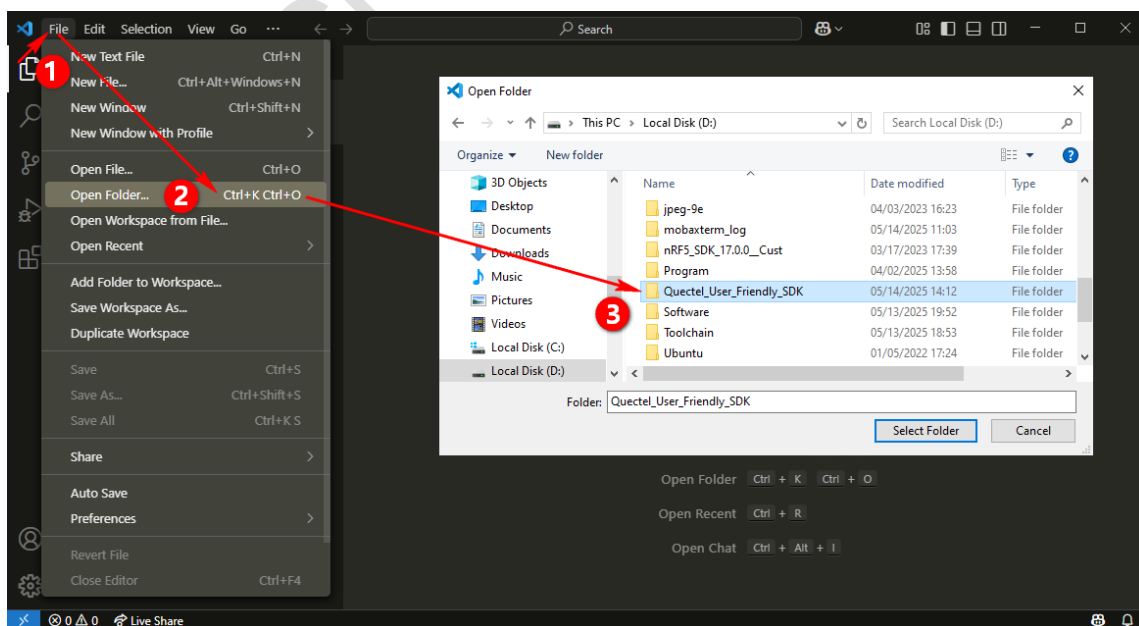 File Edit Selection View Go ··· Search
New Text File Ctrl+N
1
New File... Ctrl+Alt+Windows+N
New Window Ctrl+Shift+N
New Window with Profile
Open File... Ctrl+O
Open Folder... 2 Ctrl+K Ctrl+O
Open Workspace from File...
Open Recent
Add Folder to Workspace...
Save Workspace As...
Duplicate Workspace
Save Ctrl+S
Save As... Ctrl+Shift+S
Save All Ctrl+K S
Share
Auto Save
Preferences
Revert File
Close Editor Ctrl+F4
Open Folder
This PC > Local Disk (D:) Search Local Disk (D:)
Organize New folder
3D Objects
Desktop
Documents
Downloads
Music
Pictures
Videos
Local Disk (C:)
Local Disk (D:)
Name Date modified Type
jpeg-9e 04/03/2023 16:23 File folder
mobaxterm_log 05/14/2025 11:03 File folder
nRF5_SDK_17.0.0__Cust 03/17/2023 17:39 File folder
Program 04/02/2023 13:58 File folder
Quectel_User_Friendly_SDK 05/14/2025 14:12 File folder
3
Software 05/13/2025 19:52 File folder
Toolchain 05/13/2025 18:53 File folder
Ubuntu 01/05/2022 17:24 File folder
Folder: Quectel_User_Friendly_SDK
Select Folder Cancel
Open Folder Ctrl + K Ctrl + O
Open Recent Ctrl + R
Open Chat Ctrl + Alt + I
0 0 Live Share